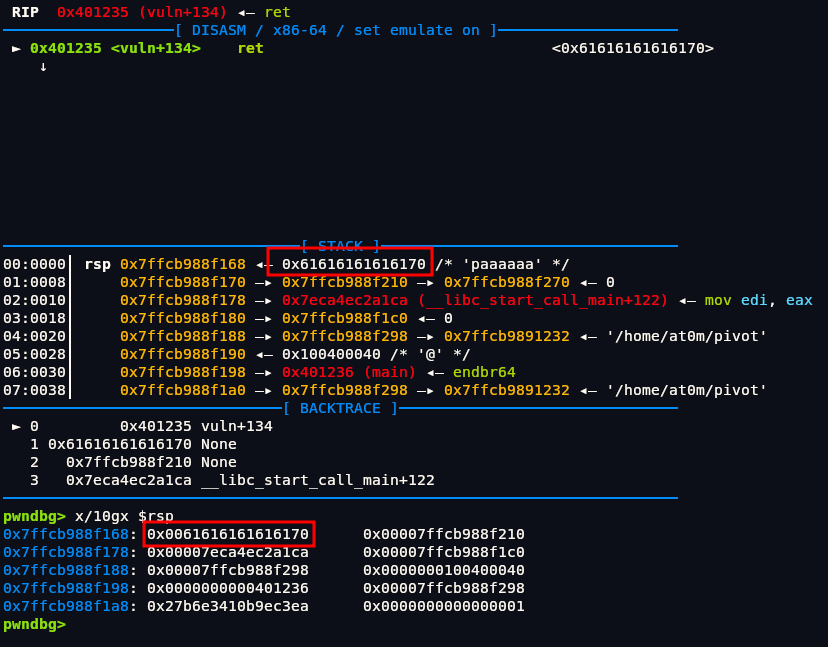 RIP  0x401235 (vuln+134) ◂— ret
[ DISASM / x86-64 / set emulate on ]
► 0x401235 <vuln+134>    ret    <0x61616161616170>
↓
[ STACK ]
00:0000│ rsp 0x7ffcb988f168 ◂— 0x61616161616170 /* 'paaaaaa' */
01:0008│     0x7ffcb988f170 —▸ 0x7ffcb988f210 —▸ 0x7ffcb988f270 ◂— 0
02:0010│     0x7ffcb988f178 —▸ 0x7eca4ec2a1ca (__libc_start_call_main+122) ◂— mov edi, eax
03:0018│     0x7ffcb988f180 —▸ 0x7ffcb988f1c0 ◂— 0
04:0020│     0x7ffcb988f188 —▸ 0x7ffcb988f298 —▸ 0x7ffcb9891232 ◂— '/home/at0m/pivot'
05:0028│     0x7ffcb988f190 ◂— 0x100400040 /* '@' */
06:0030│     0x7ffcb988f198 —▸ 0x401236 (main) ◂— endbr64
07:0038│     0x7ffcb988f1a0 —▸ 0x7ffcb988f298 —▸ 0x7ffcb9891232 ◂— '/home/at0m/pivot'
[ BACKTRACE ]
► 0         0x401235 vuln+134
1 0x61616161616170 None
2   0x7ffcb988f210 None
3   0x7eca4ec2a1ca __libc_start_call_main+122
pwndbg> x/10gx $rsp
0x7ffcb988f168: 0x0061616161616170      0x00007ffcb988f210
0x7ffcb988f178: 0x00007eca4ec2a1ca      0x00007ffcb988f1c0
0x7ffcb988f188: 0x00007ffcb988f298      0x0000000100400040
0x7ffcb988f198: 0x0000000000401236      0x00007ffcb988f298
0x7ffcb988f1a8: 0x27b6e3410b9ec3ea      0x0000000000000001
pwndbg>